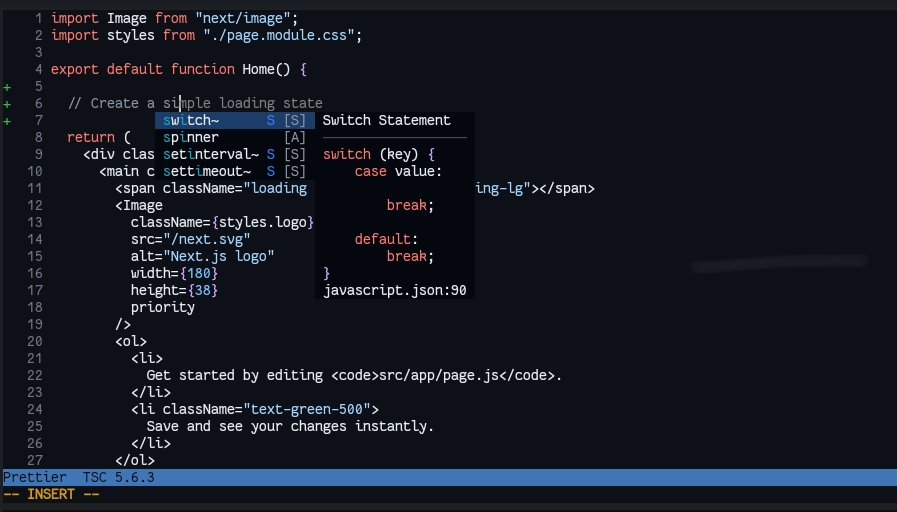 1 import Image from "next/image";
2 import styles from "./page.module.css";
3
4 export default function Home() {
+ 5
+ 6 // Create a simple loading state
+ 7
switch~ S [S]
spinner [A]
setinterval~ S [S]
settimeout~ S [S]
Switch Statement
switch (key) {
case value:
break;
default:
break;
}
javascript.json:90
8 return (
9 <div clas
10 <main c
11 <span className="loading ing-lg"></span>
12 <Image
13 className={styles.logo}
14 src="/next.svg"
15 alt="Next.js logo"
16 width={180}
17 height={38}
18 priority
19 />
20 <ol>
21 <li>
22 Get started by editing <code>src/app/page.js</code>.
23 </li>
24 <li className="text-green-500">
25 Save and see your changes instantly.
26 </li>
27 </ol>
Prettier TSC 5.6.3
-- INSERT --